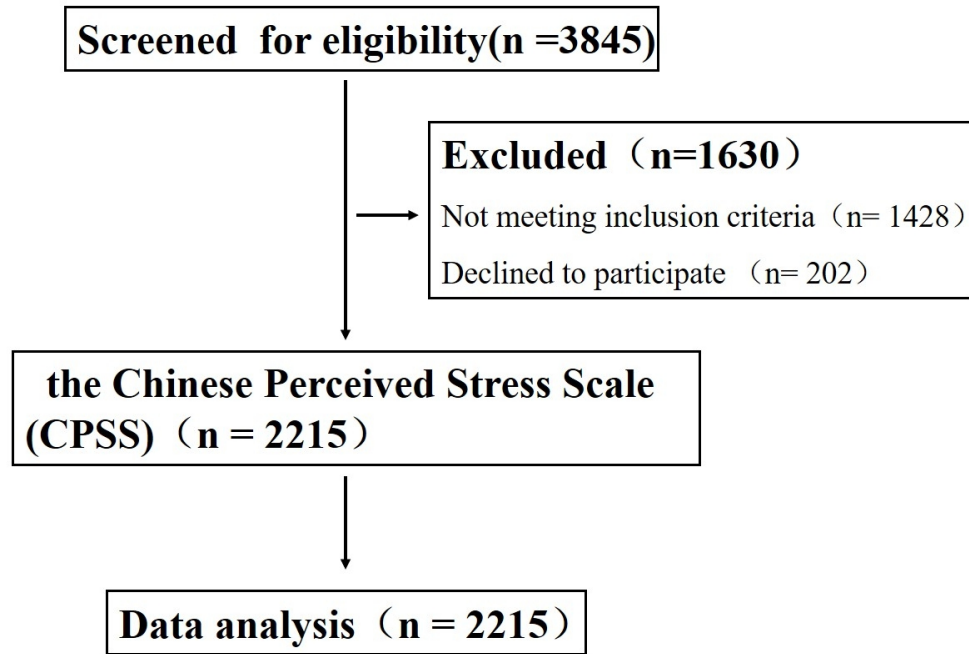 Screened  for eligibility(n =3845)
Excluded（n=1630）
Not meeting inclusion criteria（n= 1428）
Declined to participate （n= 202）
the Chinese Perceived Stress Scale
(CPSS)（n = 2215）
Data analysis（n = 2215）